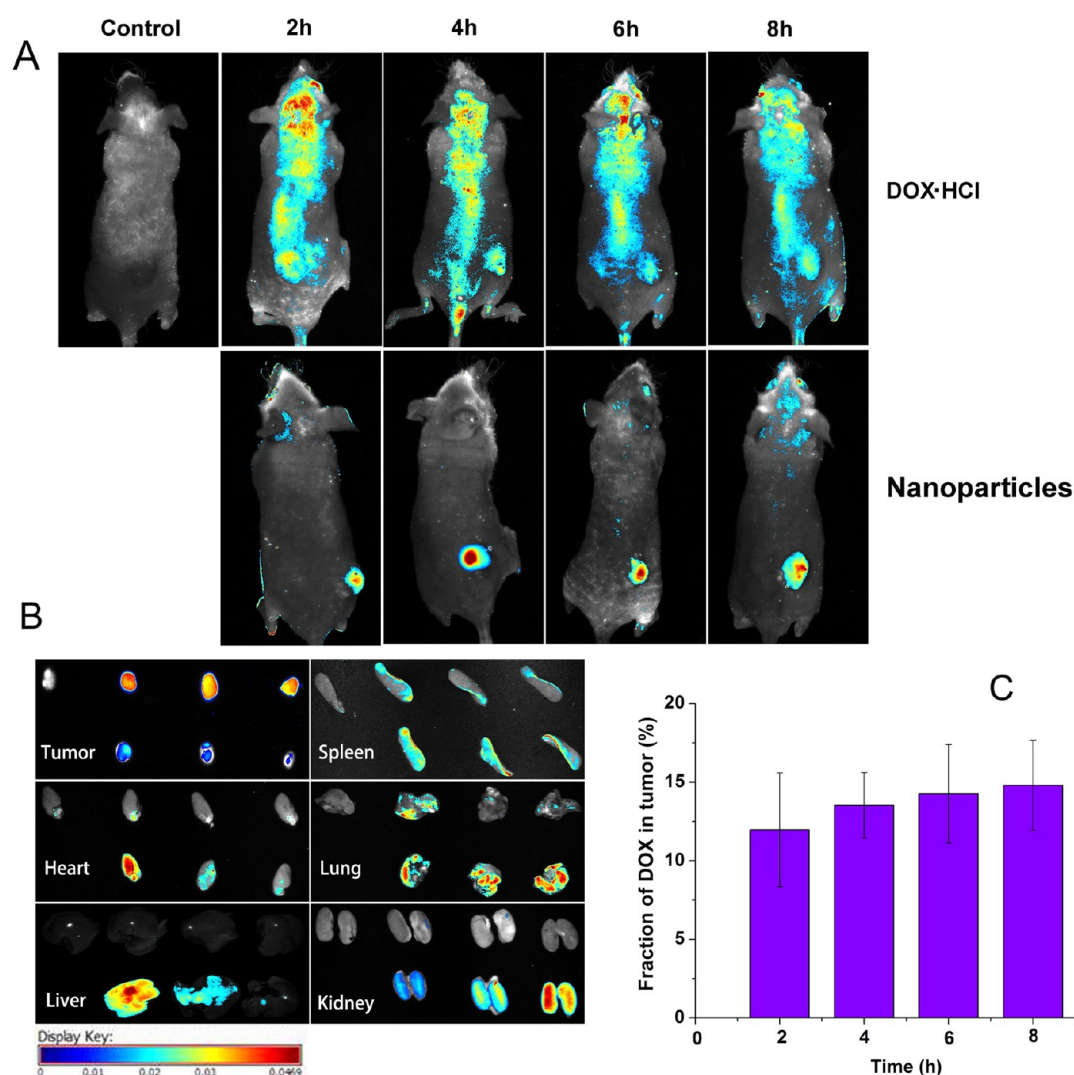 Control 2h 4h 6h 8h
A
DOX·HCl
Nanoparticles
B
Tumor Spleen
Heart Lung
Liver Kidney
Display Key:
0 0.01 0.02 0.03 0.0469
C
Fraction of DOX in tumor (%)
20
15
10
5
0
0 2 4 6 8
Time (h)